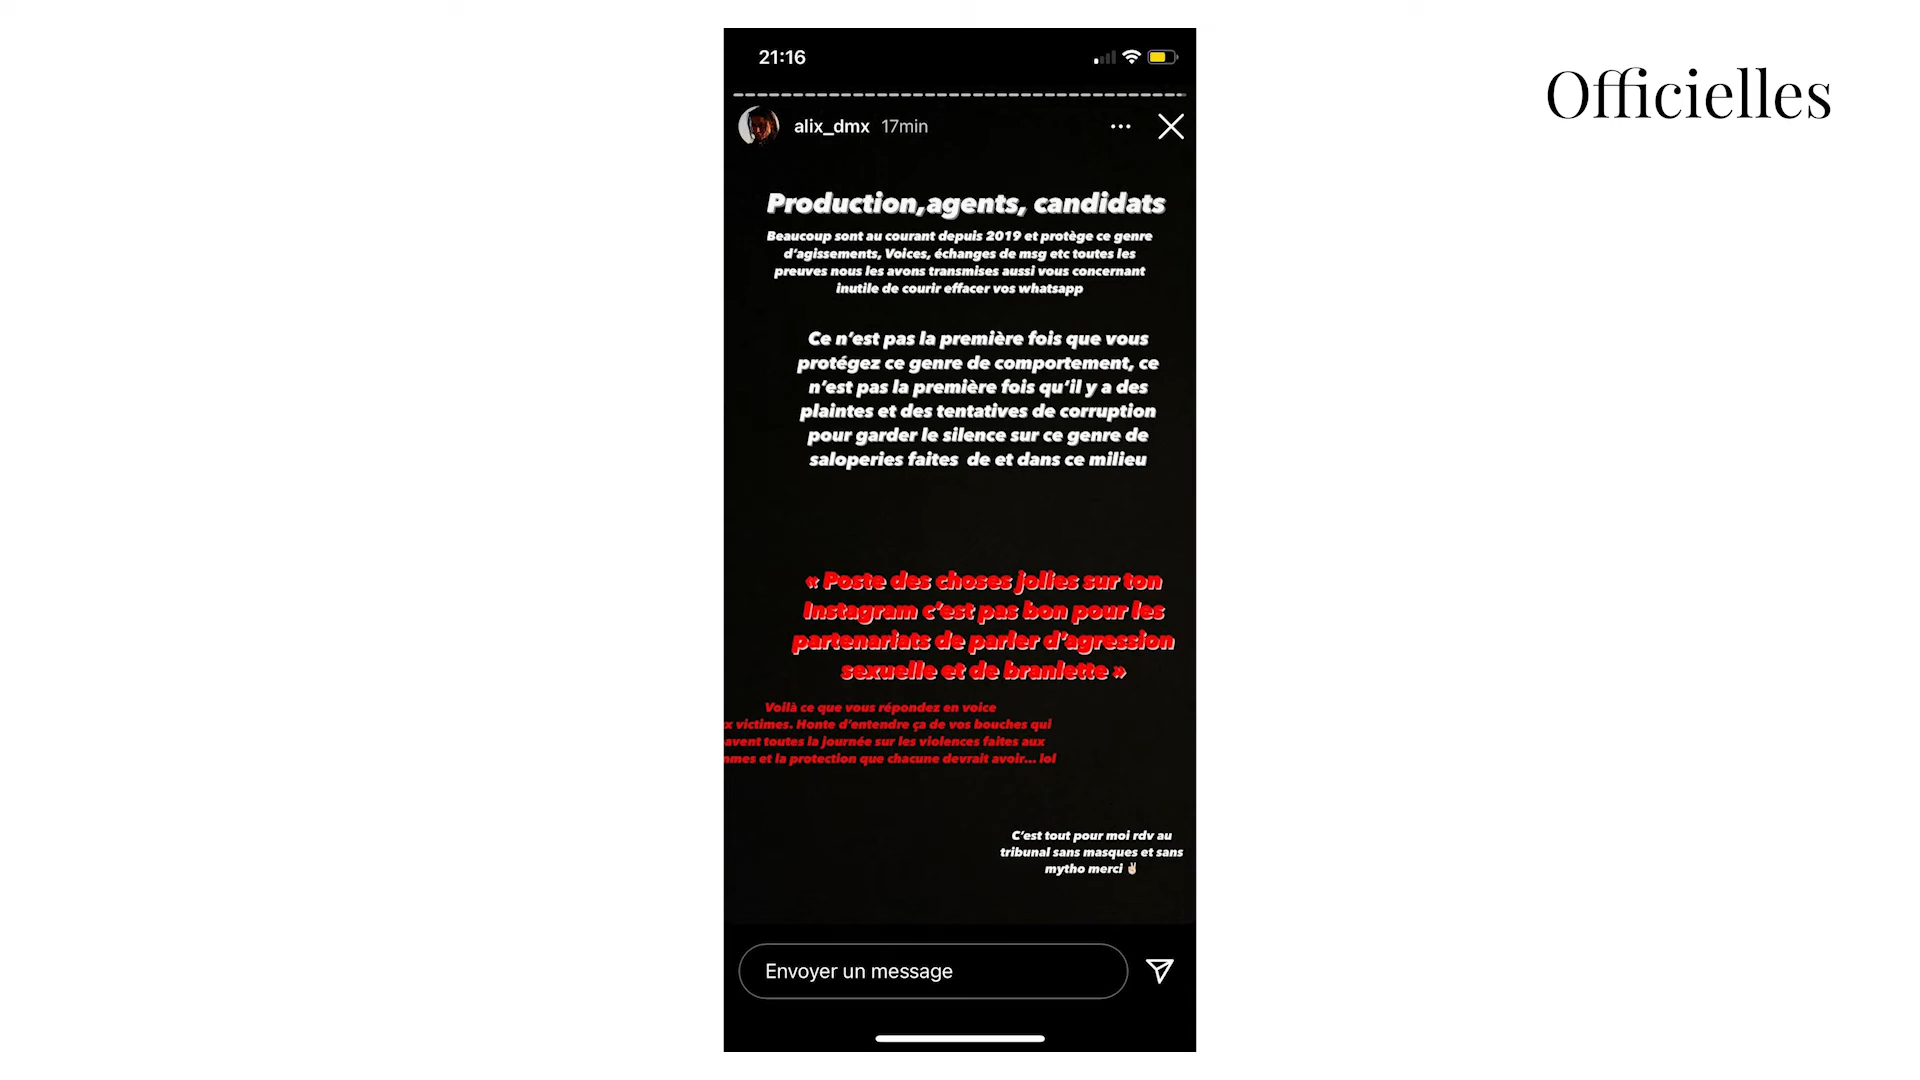 Officielles
21:16
alix_dmx 17min
Production,agents, candidats
Beaucoup sont au courant depuis 2019 et protège ce genre
d'agissements, Voices, échanges de msg etc toutes les
preuves nous les avons transmises aussi vous concernant
inutile de courir effacer vos whatsapp
Ce n'est pas la première fois que vous
protégez ce genre de comportement, ce
n'est pas la première fois qu'il y a des
plaintes et des tentatives de corruption
pour garder le silence sur ce genre de
saloperies faites de et dans ce milieu
« Poste des choses jolies sur ton
Instagram c'est pas bon pour les
partenariats de parler d'agression
sexuelle et de branlette »
Voilà ce que vous répondez en voice
x victimes. Honte d'entendre ça de vos bouches qui
avent toutes la journée sur les violences faites aux
mmes et la protection que chacune devrait avoir... lol
C'est tout pour moi rdv au
tribunal sans masques et sans
mytho merci ✌🏻
Envoyer un message